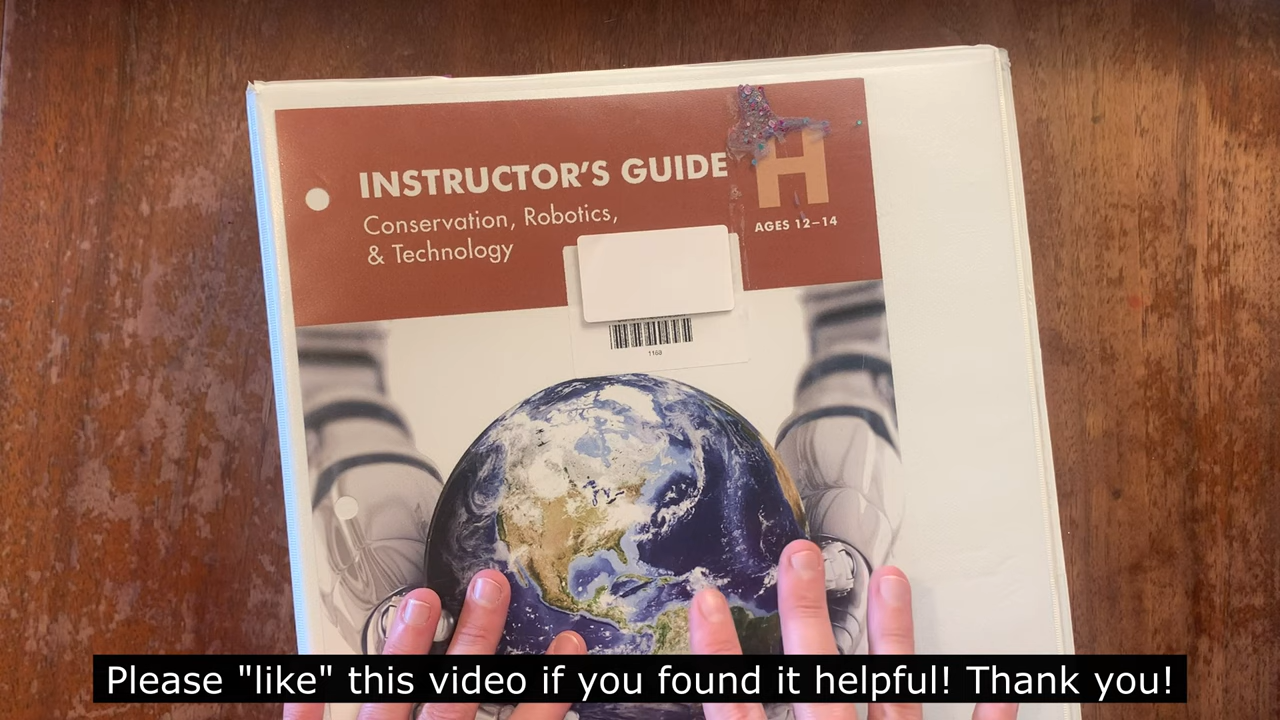 INSTRUCTOR'S GUIDE
Conservation, Robotics,
& Technology
H
AGES 12–14
1168
Please "like" this video if you found it helpful! Thank you!